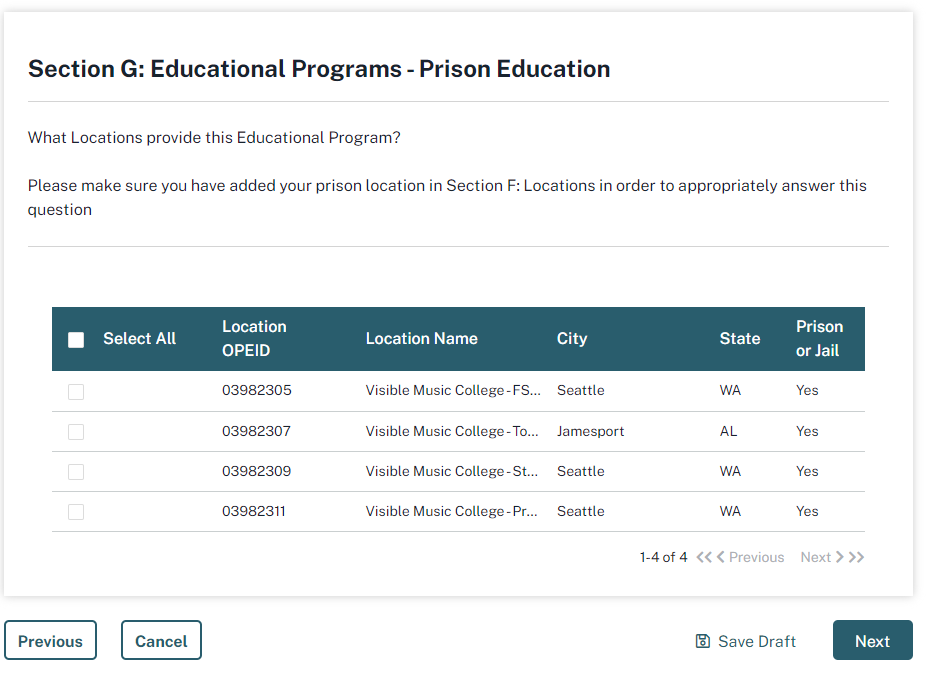 Section G: Educational Programs - Prison Education
What Locations provide this Educational Program?
Please make sure you have added your prison location in Section F: Locations in order to appropriately answer this
question
Select All Location OPEID Location Name City State Prison or Jail
03982305 Visible Music College - FS... Seattle WA Yes
03982307 Visible Music College - To... Jamesport AL Yes
03982309 Visible Music College - St... Seattle WA Yes
03982311 Visible Music College - Pr... Seattle WA Yes
1-4 of 4 Previous Next
Previous Cancel Save Draft Next